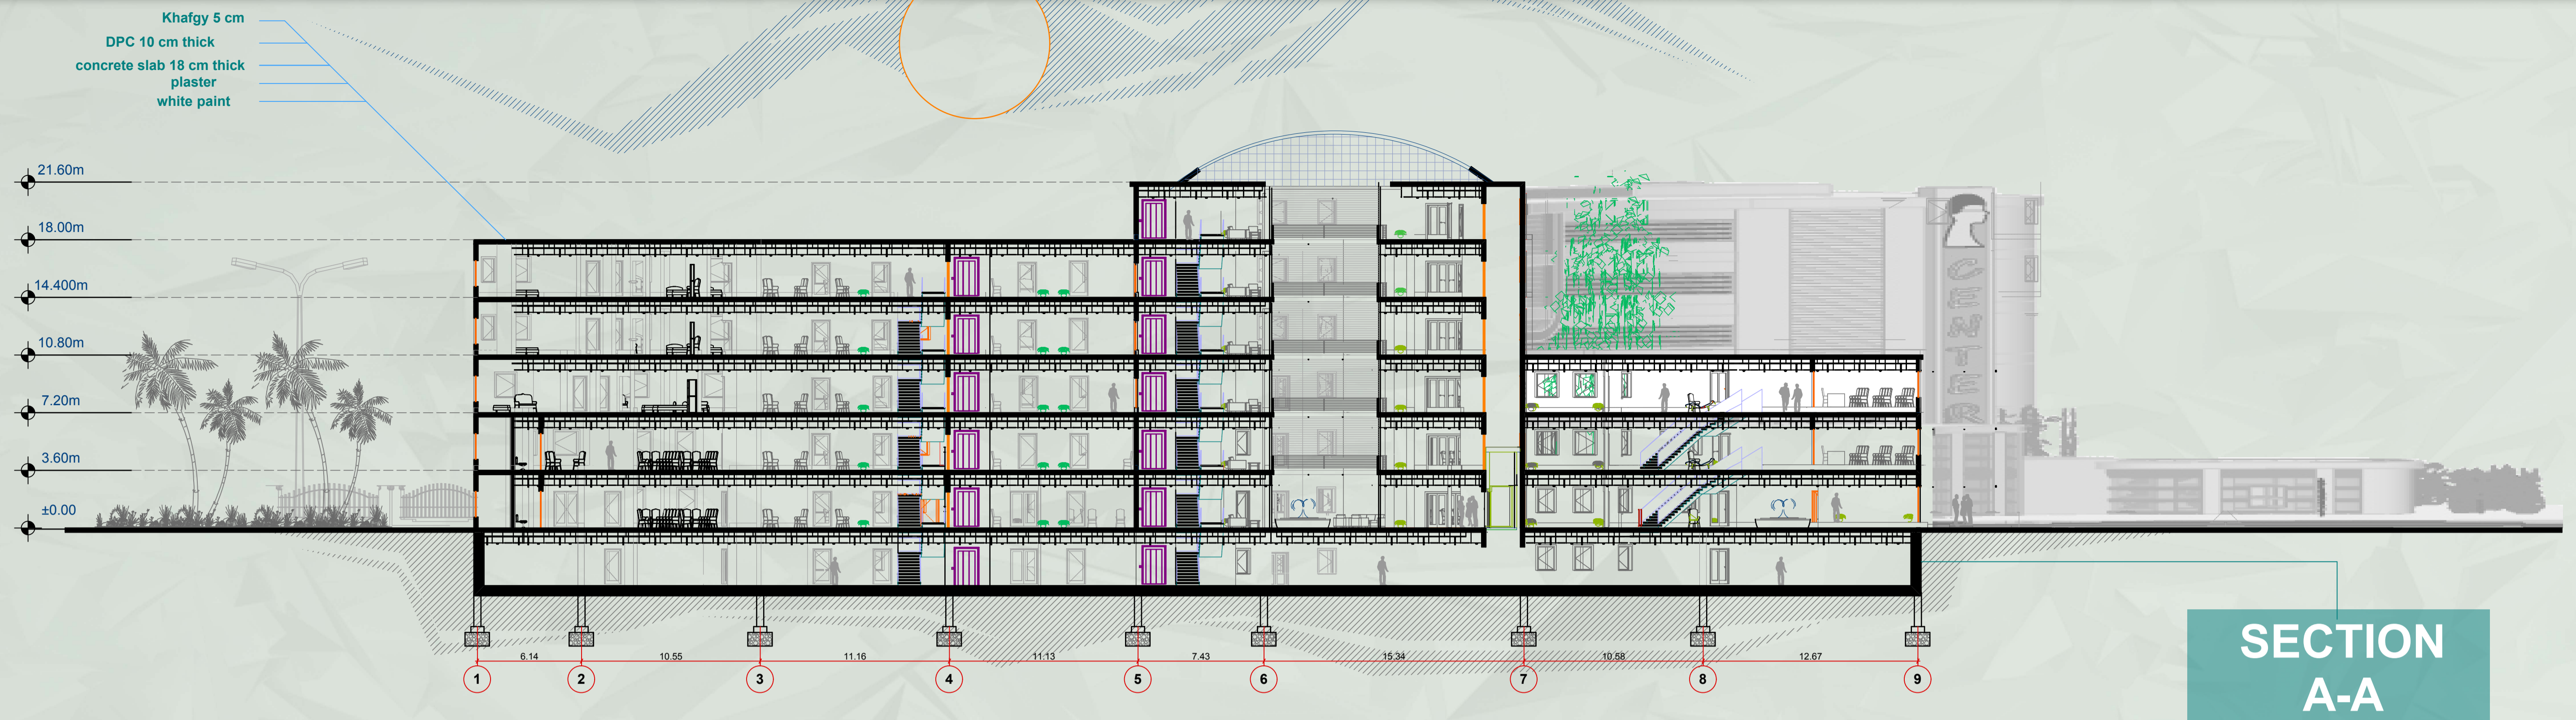 Khafgy 5 cm
DPC 10 cm thick
concrete slab 18 cm thick
plaster
white paint
21.60m
18.00m
14.400m
10.80m
7.20m
3.60m
±0.00
CENTER
6.14
10.55
11.16
11.13
7.43
15.34
10.58
12.67
1
2
3
4
5
6
7
8
9
SECTION
A-A